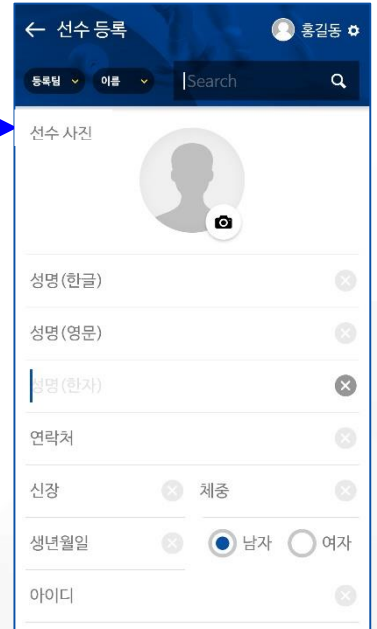 선수 등록 홍길동
등록팀 이름 Search
선수 사진
성명(한글)
성명(영문)
성명(한자)
연락처
신장 체중
생년월일 남자 여자
아이디